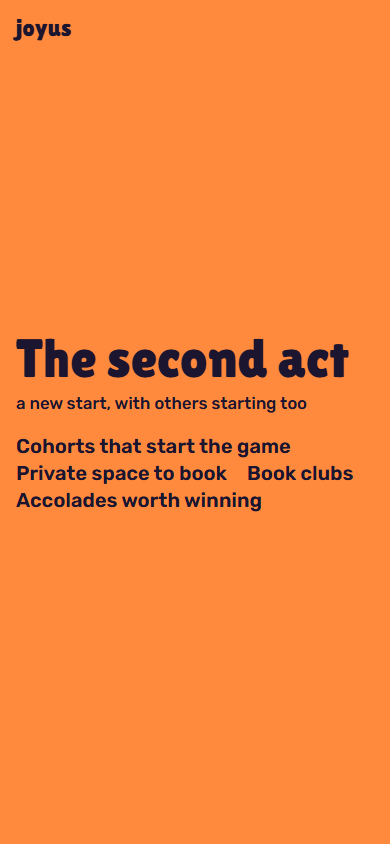 joyus
The second act
a new start, with others starting too
Cohorts that start the game
Private space to book Book clubs
Accolades worth winning